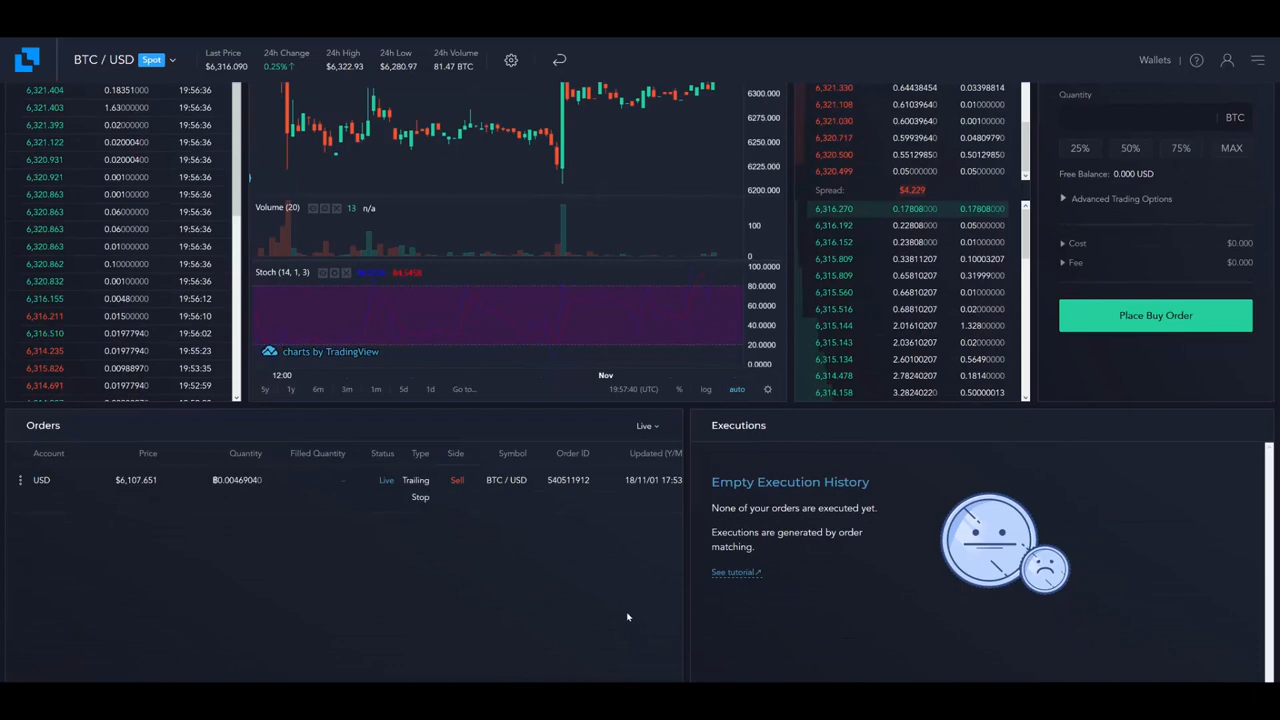 BTC / USD Spot
Last Price
$6,316.090
24h Change
0.25%↑
24h High
$6,322.93
24h Low
$6,280.97
24h Volume
81.47 BTC
Wallets
6,321.404 0.18351000 19:56:36
6,321.403 1.63000000 19:56:36
6,321.393 0.02000000 19:56:36
6,321.122 0.02000400 19:56:36
6,320.931 0.00016000 19:56:36
6,320.921 0.00100000 19:56:36
6,320.863 0.00100000 19:56:36
6,320.863 0.06000000 19:56:36
6,320.863 0.06000000 19:56:36
6,320.863 0.01000000 19:56:36
6,320.862 0.10000000 19:56:36
6,320.832 0.01000000 19:56:36
6,316.155 0.00480000 19:56:12
6,316.211 0.01500000 19:56:10
6,316.510 0.01977940 19:56:02
6,314.235 0.01977940 19:55:23
6,315.826 0.00988970 19:53:35
6,314.691 0.01977940 19:52:59
6300.000
6275.000
6250.000
6225.000
6200.000
Volume (20) 13 n/a
100
0
Stoch (14, 1, 3)
100.0000
80.0000
60.0000
40.0000
20.0000
0.0000
charts by TradingView
12:00 Nov
5y 1y 6m 3m 1m 5d 1d Go to... 19:57:40 (UTC) % log auto
6,321.330 0.64438454 0.03398814
6,321.108 0.61039640 0.01000000
6,321.030 0.60039640 0.00100000
6,320.717 0.59939640 0.04809790
6,320.500 0.55129850 0.50129850
6,320.499 0.05000000 0.05000000
Spread: $4.229
6,316.270 0.17808000 0.17808000
6,316.192 0.22808000 0.05000000
6,316.152 0.23808000 0.01000000
6,315.809 0.33811207 0.10003207
6,315.809 0.65810207 0.31999000
6,315.560 0.66810207 0.01000000
6,315.516 0.68810207 0.02000000
6,315.144 2.01610207 1.32800000
6,315.143 2.03610207 0.02000000
6,315.134 2.60100207 0.56490000
6,314.478 2.78240207 0.18140000
6,314.158 3.28240220 0.50000013
Quantity
BTC
25% 50% 75% MAX
Free Balance: 0.000 USD
Advanced Trading Options
Cost $0.000
Fee $0.000
Place Buy Order
Orders Live
Account Price Quantity Filled Quantity Status Type Side Symbol Order ID Updated (Y/M
USD $6,107.651 ฿0.00469040 – Live Trailing Stop Sell BTC / USD 540511912 18/11/01 17:53
Executions
Empty Execution History
None of your orders are executed yet.
Executions are generated by order
matching.
See tutorial↗